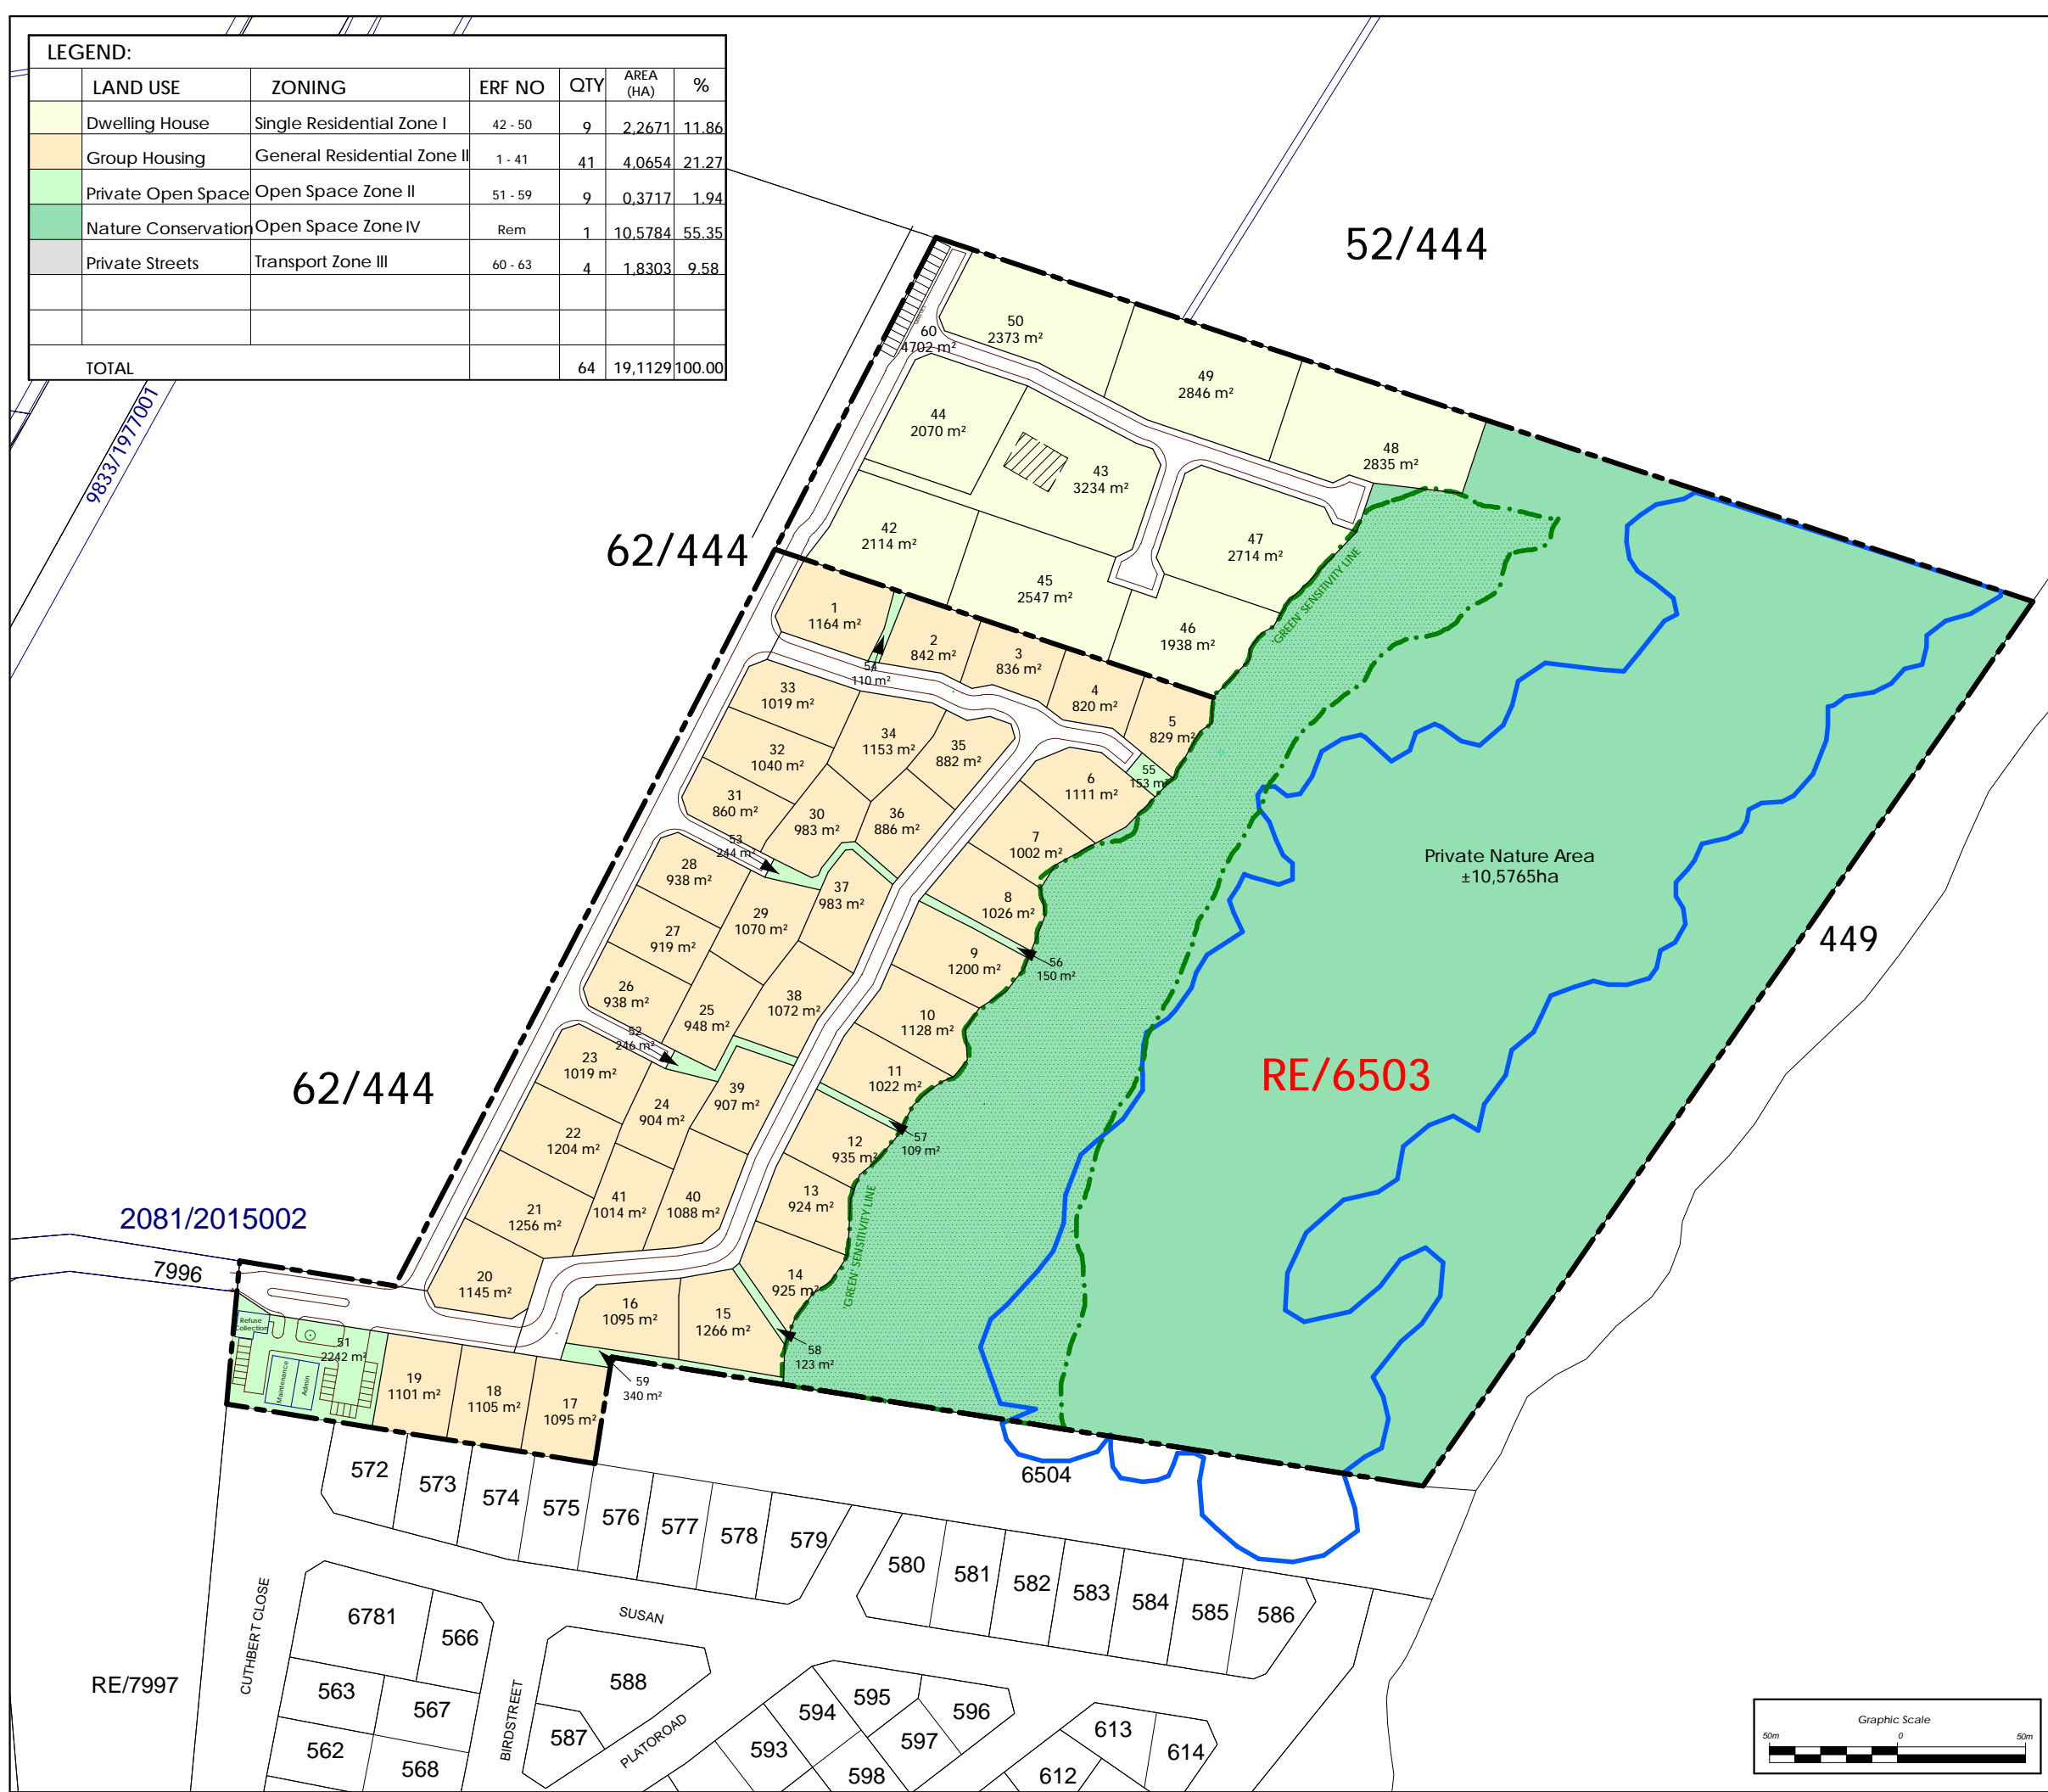 LEGEND:
LAND USE ZONING ERF NO QTY AREA (HA) %
Dwelling House Single Residential Zone I 42 - 50 9 2,2671 11.86
Group Housing General Residential Zone II 1 - 41 41 4,0654 21.27
Private Open Space Open Space Zone II 51 - 59 9 0,3717 1.94
Nature Conservation Open Space Zone IV Rem 1 10,5784 55.35
Private Streets Transport Zone III 60 - 63 4 1,8303 9.58
TOTAL 64 19,1129 100.00
9833/1977001
52/444
62/444
62/444
449
RE/6503
Private Nature Area
±10,5765ha
2081/2015002
7996
60
4702 m²
50
2373 m²
49
2846 m²
48
2835 m²
44
2070 m²
43
3234 m²
47
2714 m²
42
2114 m²
45
2547 m²
46
1938 m²
'GREEN' SENSITIVITY LINE
1
1164 m²
2
842 m²
3
836 m²
4
820 m²
5
829 m²
54
110 m²
33
1019 m²
34
1153 m²
35
882 m²
32
1040 m²
31
860 m²
30
983 m²
36
886 m²
6
1111 m²
55
153 m²
7
1002 m²
53
244 m²
28
938 m²
37
983 m²
8
1026 m²
29
1070 m²
27
919 m²
9
1200 m²
56
150 m²
26
938 m²
25
948 m²
38
1072 m²
10
1128 m²
52
246 m²
23
1019 m²
11
1022 m²
24
904 m²
39
907 m²
22
1204 m²
12
935 m²
57
109 m²
21
1256 m²
41
1014 m²
40
1088 m²
13
924 m²
'GREEN' SENSITIVITY LINE
20
1145 m²
14
925 m²
16
1095 m²
15
1266 m²
58
123 m²
59
340 m²
Refuse
Collection
51
2242 m²
Maintenance
Admin
19
1101 m²
18
1105 m²
17
1095 m²
6504
572
573
574
575
576
577
578
579
580
581
582
583
584
585
586
CUTHBERT CLOSE
SUSAN
BIRDSTREET
PLATOROAD
6781
566
563
567
562
568
588
587
593
594
595
596
597
598
612
613
614
RE/7997
Graphic Scale
50m 0 50m